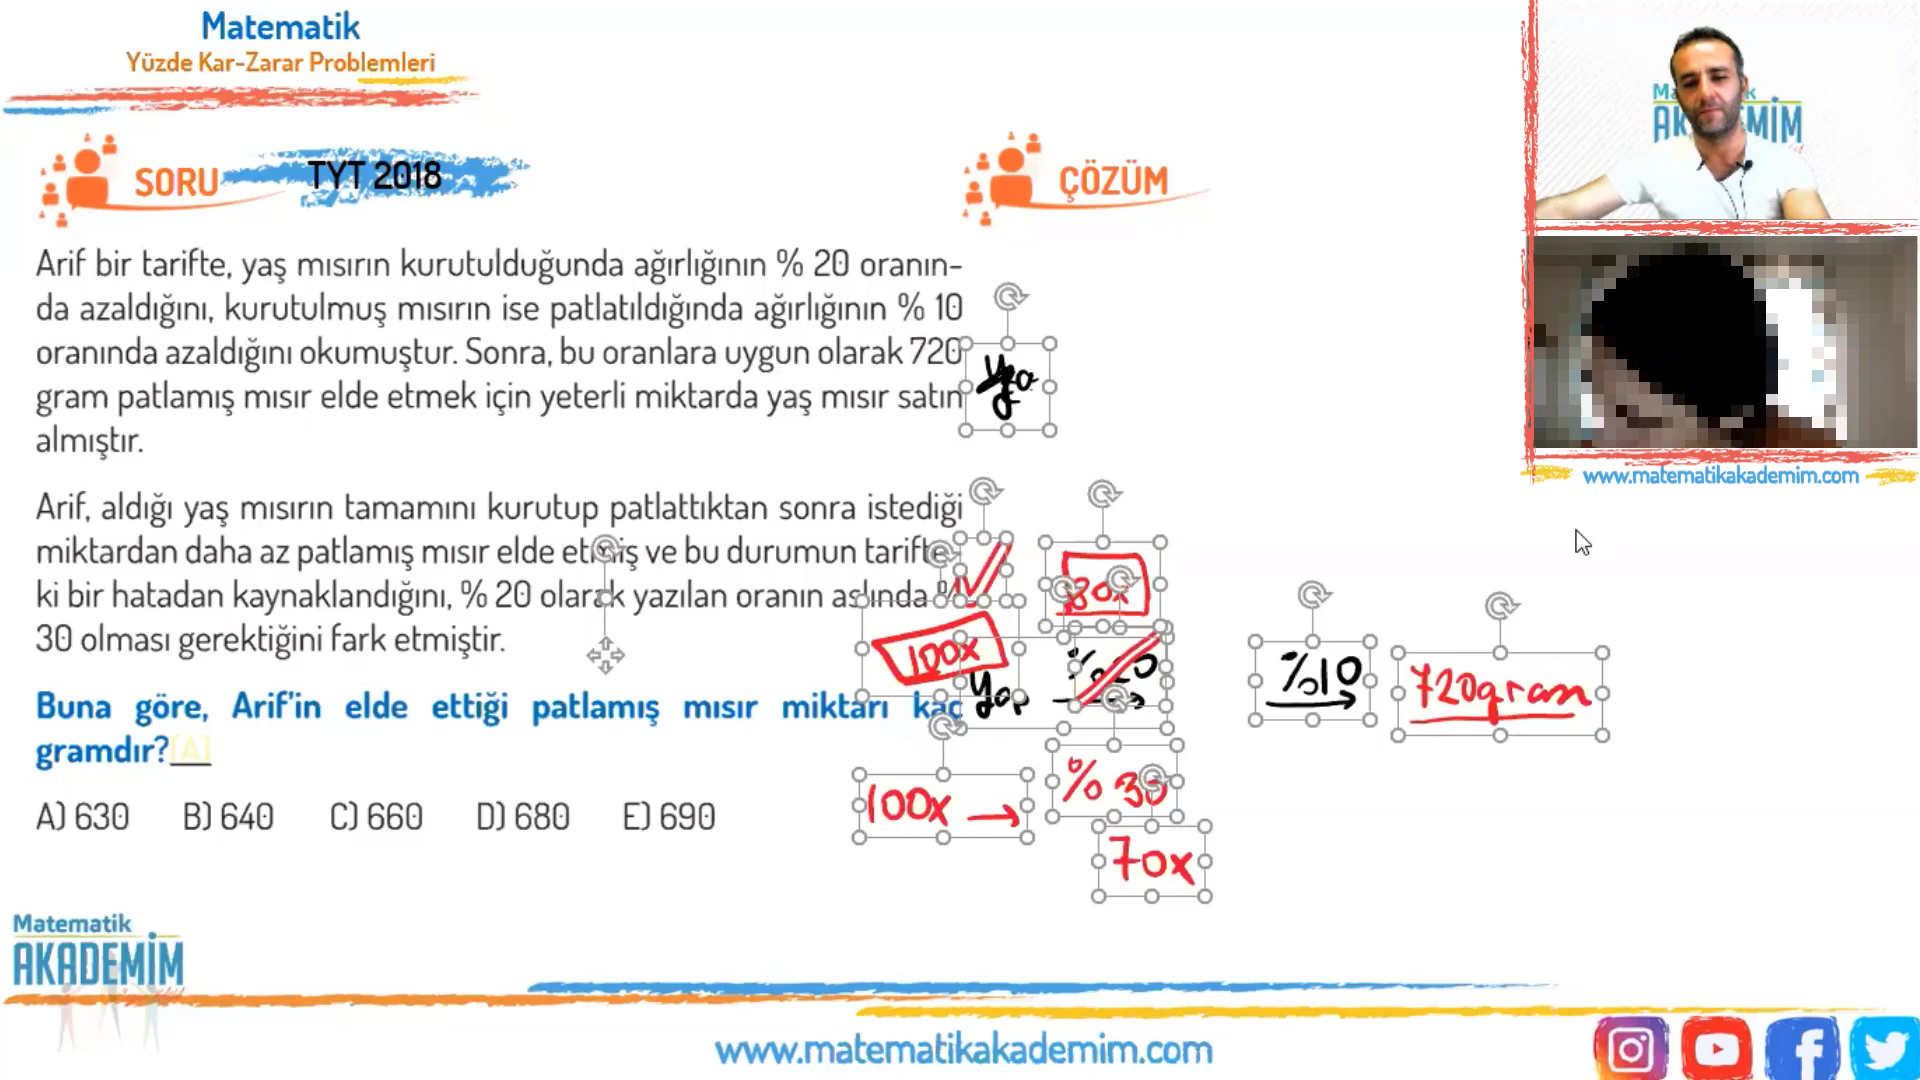 Matematik
Yüzde Kar-Zarar Problemleri
SORU
TYT 2018
ÇÖZÜM
Arif bir tarifte, yaş mısırın kurutulduğunda ağırlığının % 20 oranın-
da azaldığını, kurutulmuş mısırın ise patlatıldığında ağırlığının % 10
oranında azaldığını okumuştur. Sonra, bu oranlara uygun olarak 720
gram patlamış mısır elde etmek için yeterli miktarda yaş mısır satın
almıştır.
Arif, aldığı yaş mısırın tamamını kurutup patlattıktan sonra istediği
miktardan daha az patlamış mısır elde etmiş ve bu durumun tarifte-
ki bir hatadan kaynaklandığını, % 20 olarak yazılan oranın aslında %
30 olması gerektiğini fark etmiştir.
Buna göre, Arif'in elde ettiği patlamış mısır miktarı kaç
gramdır?(A)
A) 630 B) 640 C) 660 D) 680 E) 690
80x
100x
%20
%10
720gram
100x
% 30
70x
Matematik
AKADEMİM
www.matematikakademim.com
www.matematikakademim.com